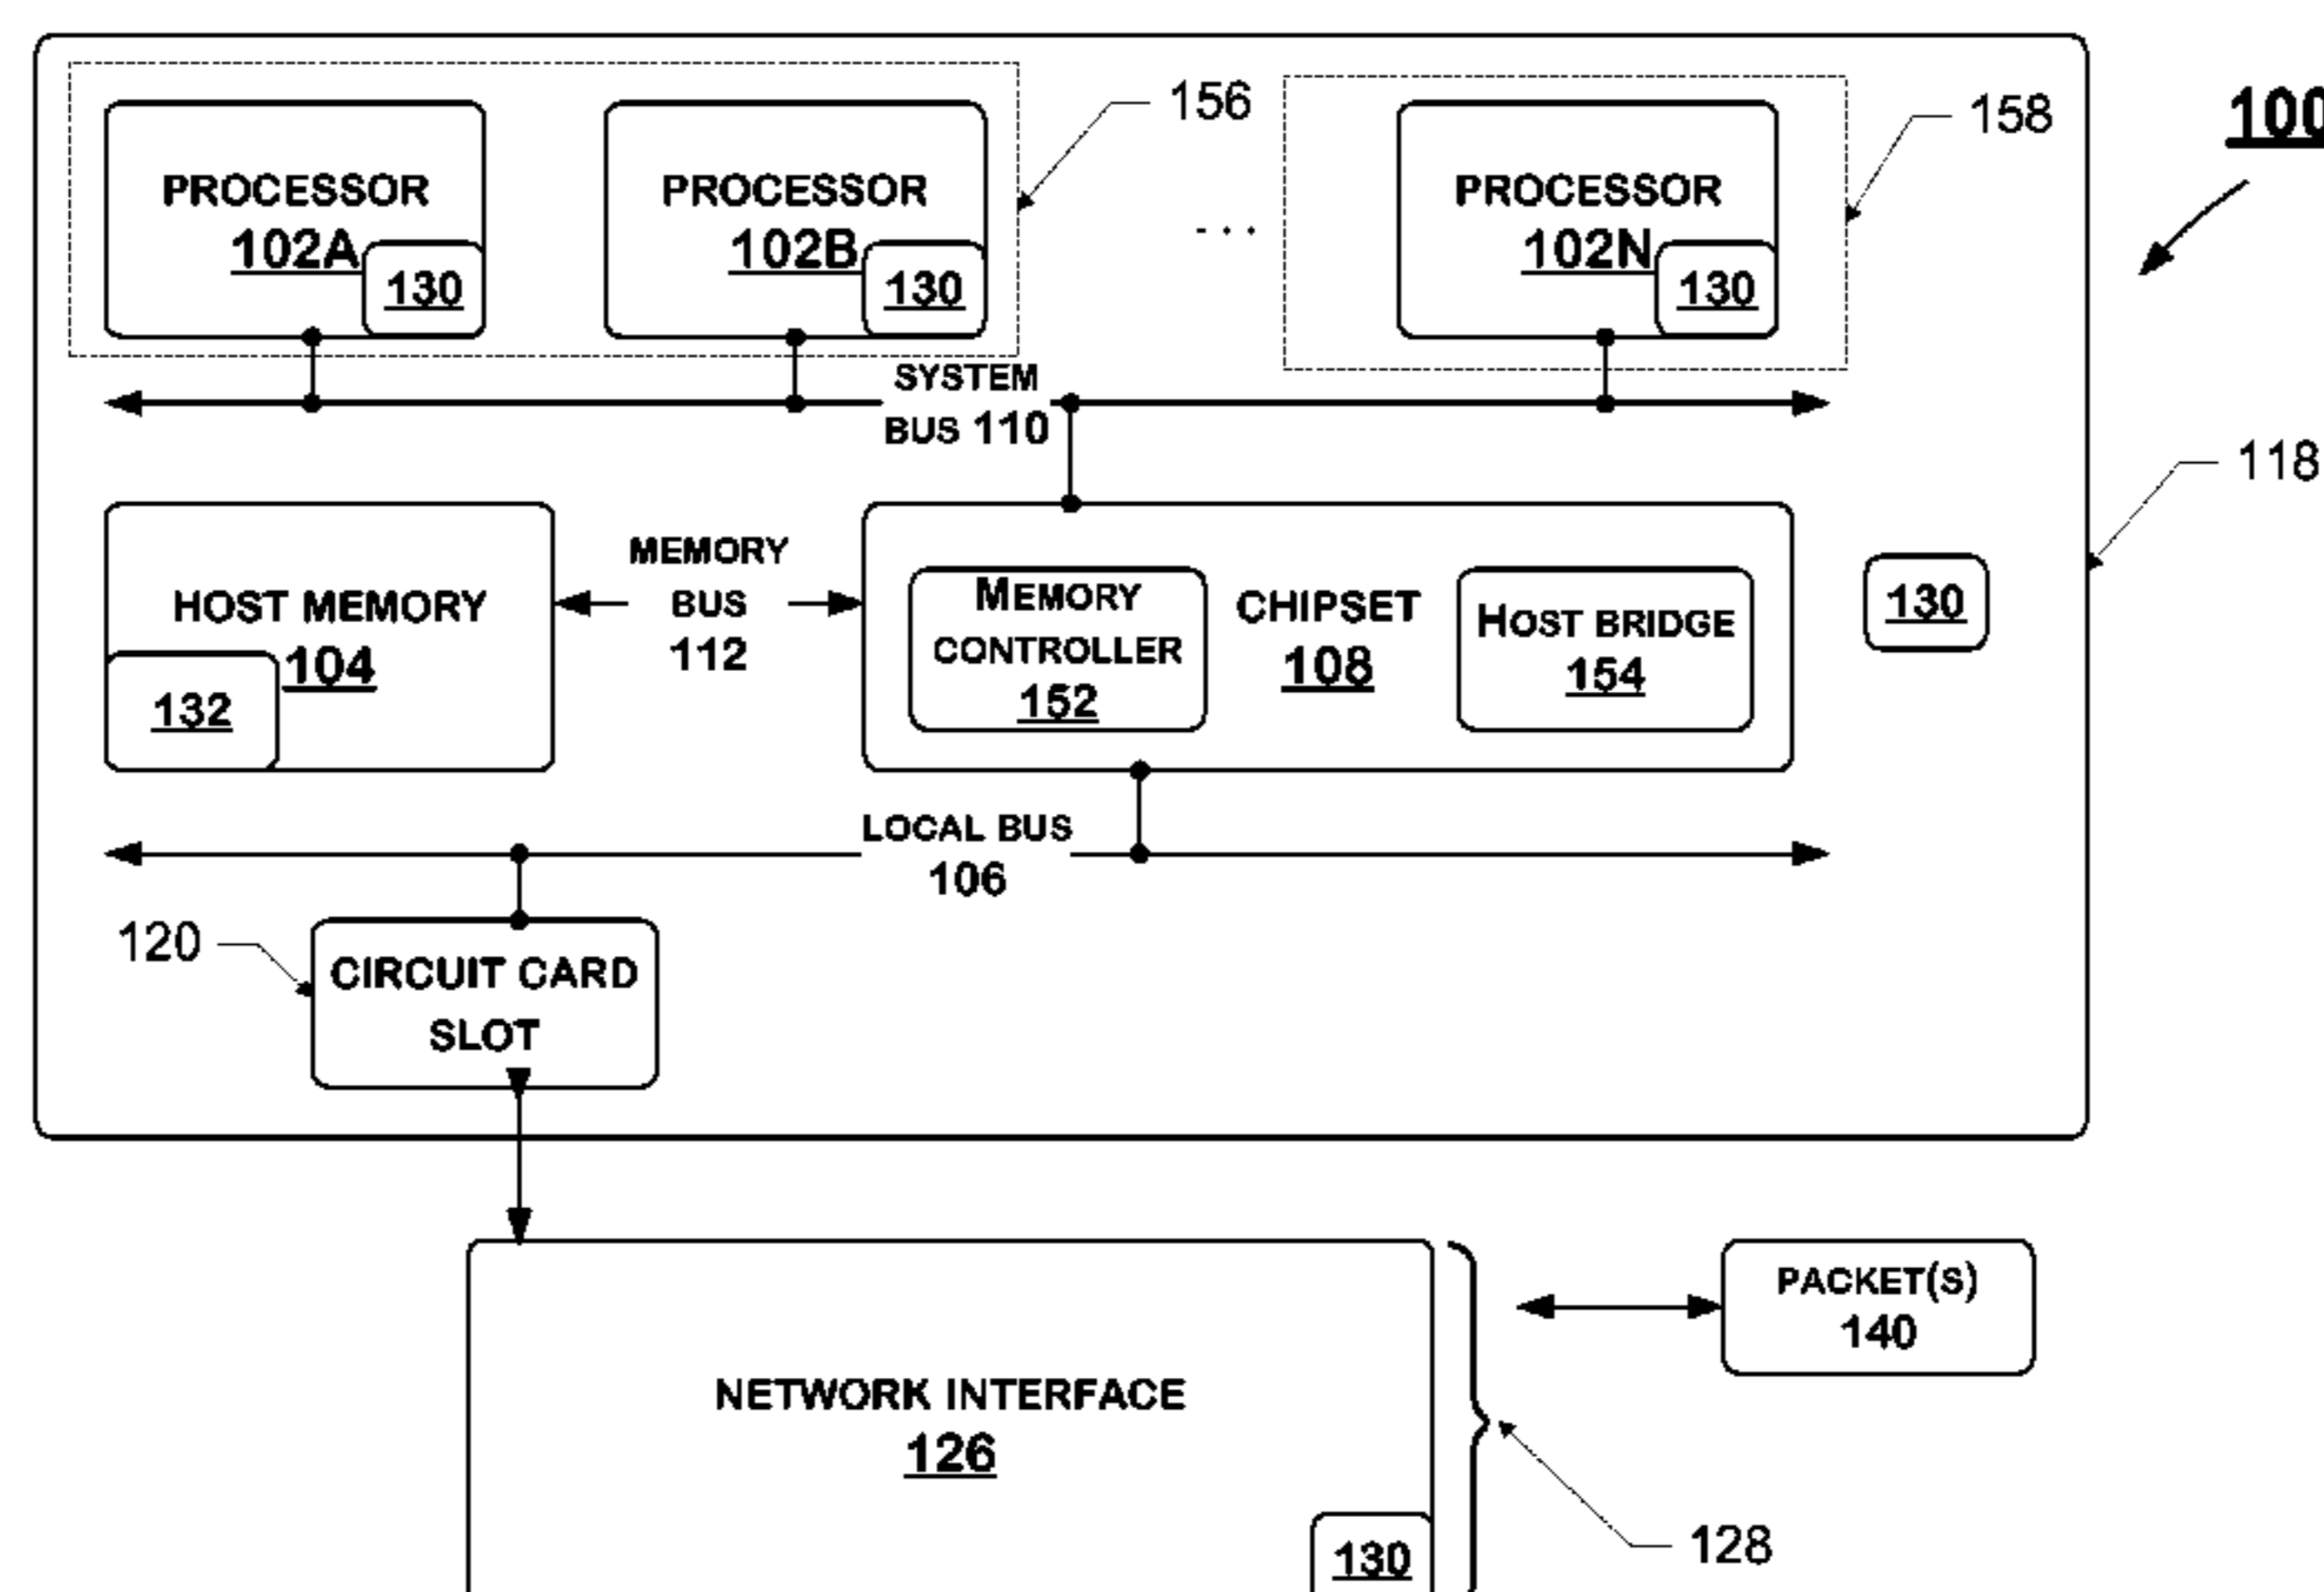 156
158
100
PROCESSOR
102A
130
PROCESSOR
102B
130
. . .
PROCESSOR
102N
130
SYSTEM
BUS 110
118
HOST MEMORY
104
132
MEMORY
BUS
112
MEMORY
CONTROLLER
152
CHIPSET
108
HOST BRIDGE
154
130
LOCAL BUS
106
120
CIRCUIT CARD
SLOT
NETWORK INTERFACE
126
130
PACKET(S)
140
128